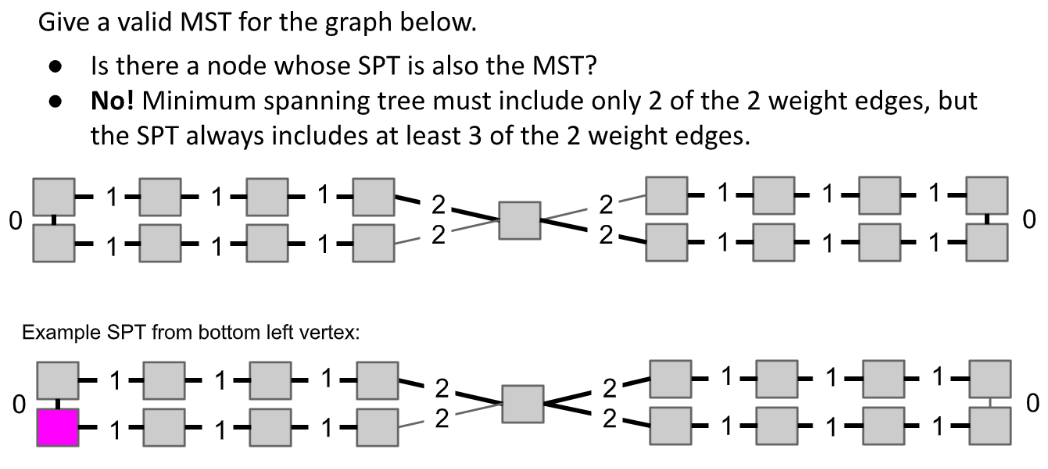 Give a valid MST for the graph below.
● Is there a node whose SPT is also the MST?
● No! Minimum spanning tree must include only 2 of the 2 weight edges, but
the SPT always includes at least 3 of the 2 weight edges.
1 1 1 2 2 1 1 1
0 0
1 1 1 2 2 1 1 1
Example SPT from bottom left vertex:
1 1 1 2 2 1 1 1
0 0
1 1 1 2 2 1 1 1